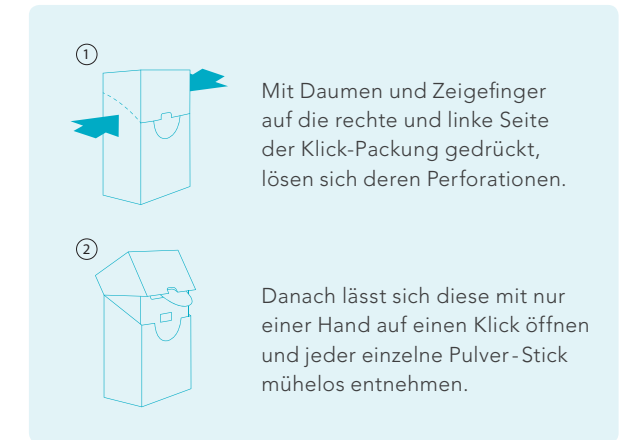 1
Mit Daumen und Zeigefinger
auf die rechte und linke Seite
der Klick-Packung gedrückt,
lösen sich deren Perforationen.
2
Danach lässt sich diese mit nur
einer Hand auf einen Klick öffnen
und jeder einzelne Pulver-Stick
mühelos entnehmen.